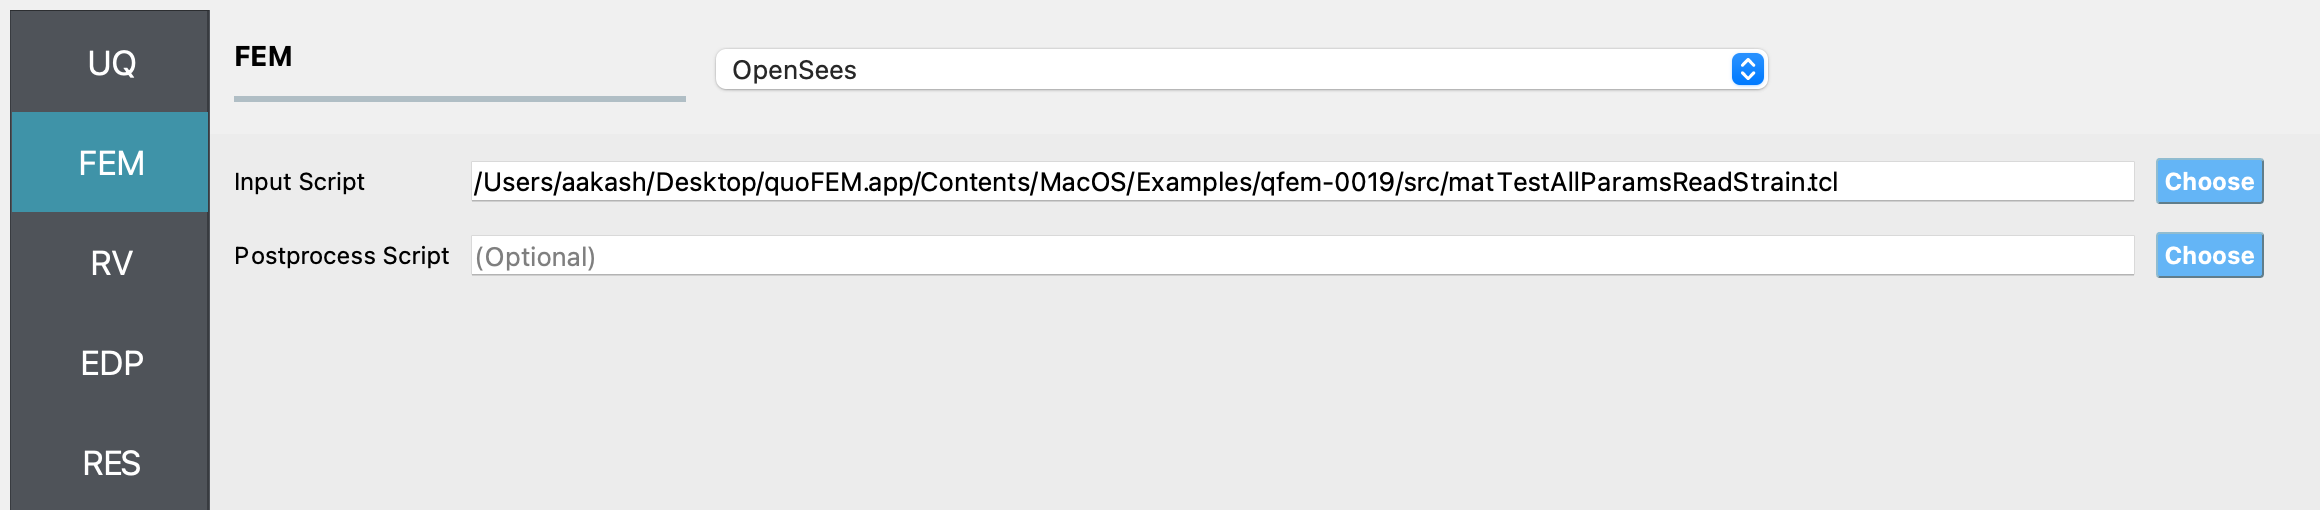 UQ
FEM
RV
EDP
RES
FEM
OpenSees
Input Script
/Users/aakash/Desktop/quoFEM.app/Contents/MacOS/Examples/qfem-0019/src/matTestAllParamsReadStrain.tcl
Choose
Postprocess Script
(Optional)
Choose